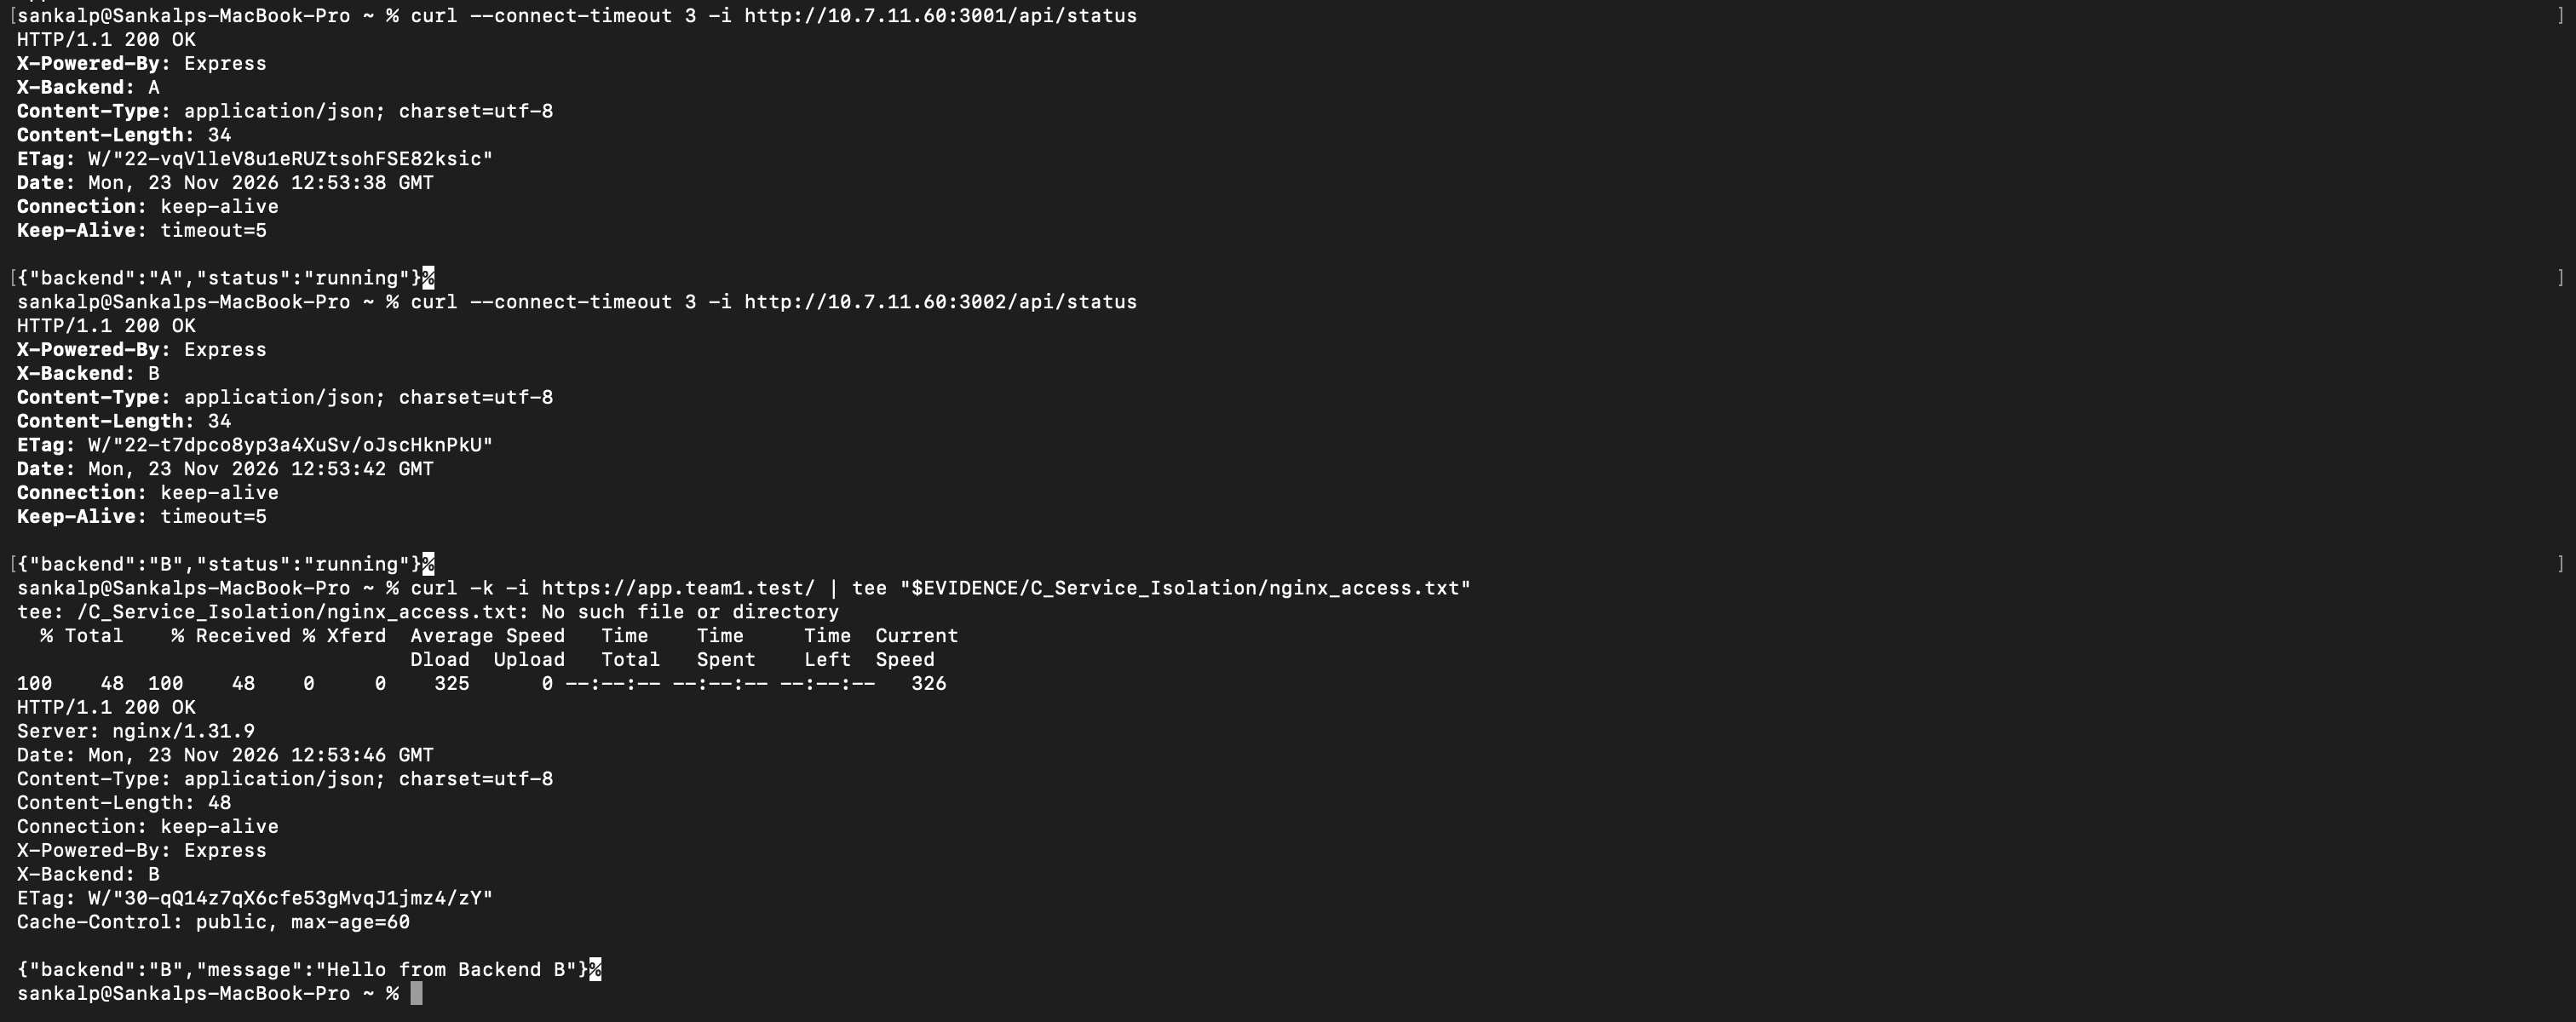 [sankalp@Sankalps-MacBook-Pro ~ % curl --connect-timeout 3 -i http://10.7.11.60:3001/api/status ]
HTTP/1.1 200 OK
X-Powered-By: Express
X-Backend: A
Content-Type: application/json; charset=utf-8
Content-Length: 34
ETag: W/"22-vqVlleV8u1eRUZtsohFSE82ksic"
Date: Mon, 23 Nov 2026 12:53:38 GMT
Connection: keep-alive
Keep-Alive: timeout=5

[{"backend":"A","status":"running"}% ]
sankalp@Sankalps-MacBook-Pro ~ % curl --connect-timeout 3 -i http://10.7.11.60:3002/api/status
HTTP/1.1 200 OK
X-Powered-By: Express
X-Backend: B
Content-Type: application/json; charset=utf-8
Content-Length: 34
ETag: W/"22-t7dpco8yp3a4XuSv/oJscHknPkU"
Date: Mon, 23 Nov 2026 12:53:42 GMT
Connection: keep-alive
Keep-Alive: timeout=5

[{"backend":"B","status":"running"}% ]
sankalp@Sankalps-MacBook-Pro ~ % curl -k -i https://app.team1.test/ | tee "$EVIDENCE/C_Service_Isolation/nginx_access.txt"
tee: /C_Service_Isolation/nginx_access.txt: No such file or directory
  % Total    % Received % Xferd  Average Speed   Time    Time     Time  Current
                                 Dload  Upload   Total   Spent    Left  Speed
100    48  100    48    0     0    325      0 --:--:-- --:--:-- --:--:--   326
HTTP/1.1 200 OK
Server: nginx/1.31.9
Date: Mon, 23 Nov 2026 12:53:46 GMT
Content-Type: application/json; charset=utf-8
Content-Length: 48
Connection: keep-alive
X-Powered-By: Express
X-Backend: B
ETag: W/"30-qQ14z7qX6cfe53gMvqJ1jmz4/zY"
Cache-Control: public, max-age=60

{"backend":"B","message":"Hello from Backend B"}%
sankalp@Sankalps-MacBook-Pro ~ %